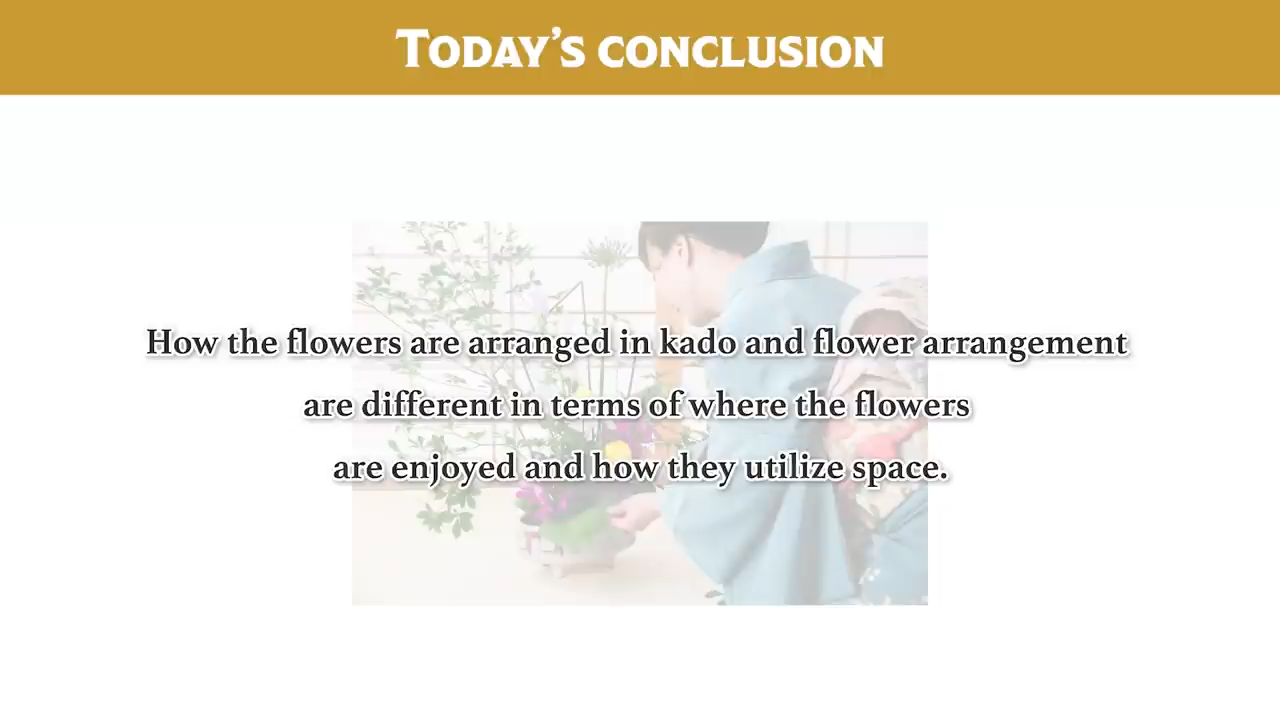 Today's conclusion
How the flowers are arranged in kado and flower arrangement
are different in terms of where the flowers
are enjoyed and how they utilize space.